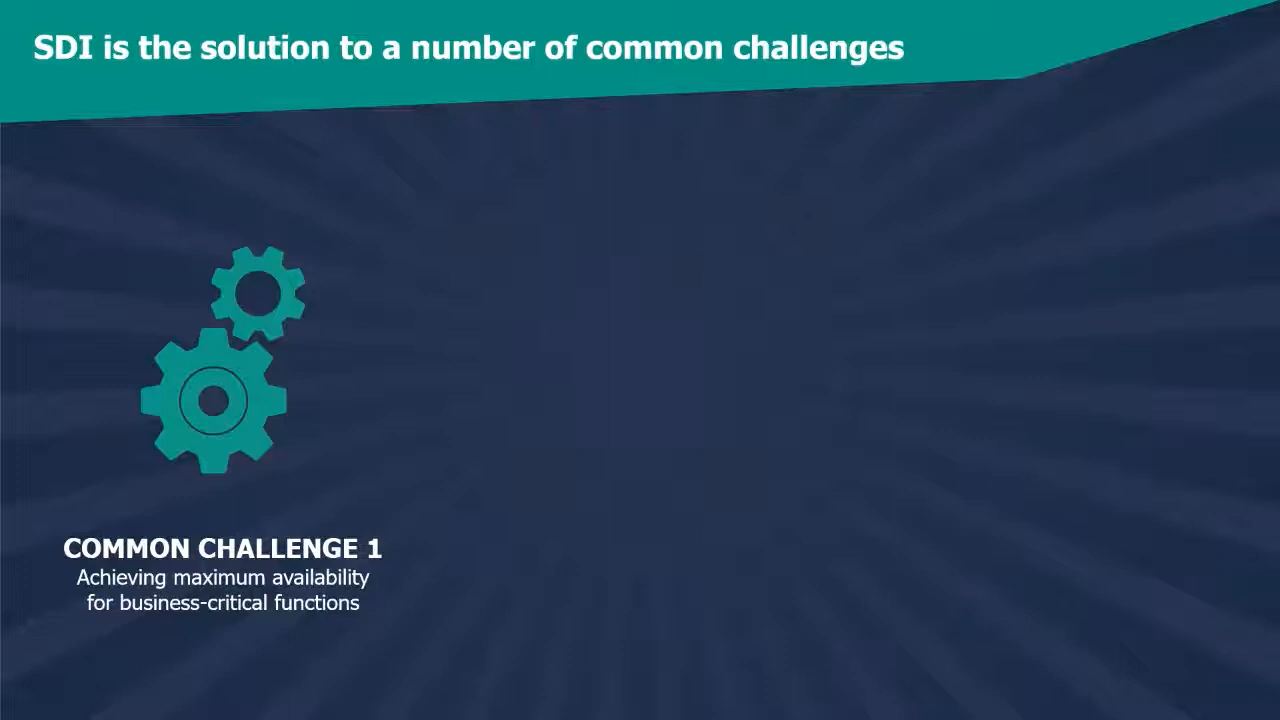 SDI is the solution to a number of common challenges
COMMON CHALLENGE 1
Achieving maximum availability
for business-critical functions